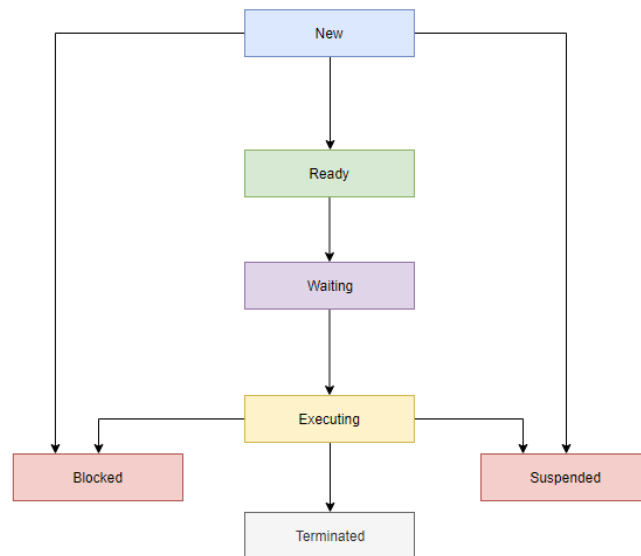 New
Ready
Waiting
Executing
Blocked
Suspended
Terminated